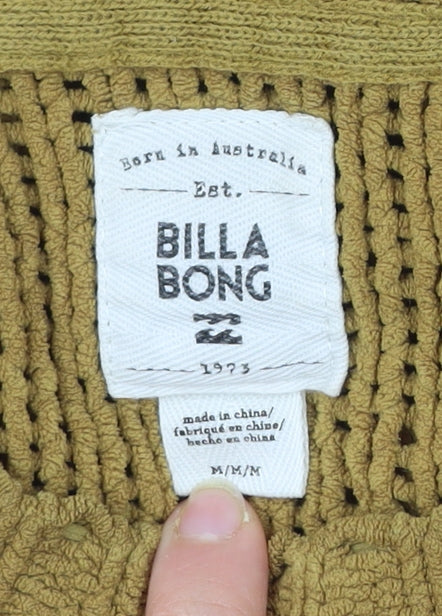 Born in Australia
Est.
BILLA
BONG
1973
made in china/
fabriqué en chine/
hecho en china
M/M/M